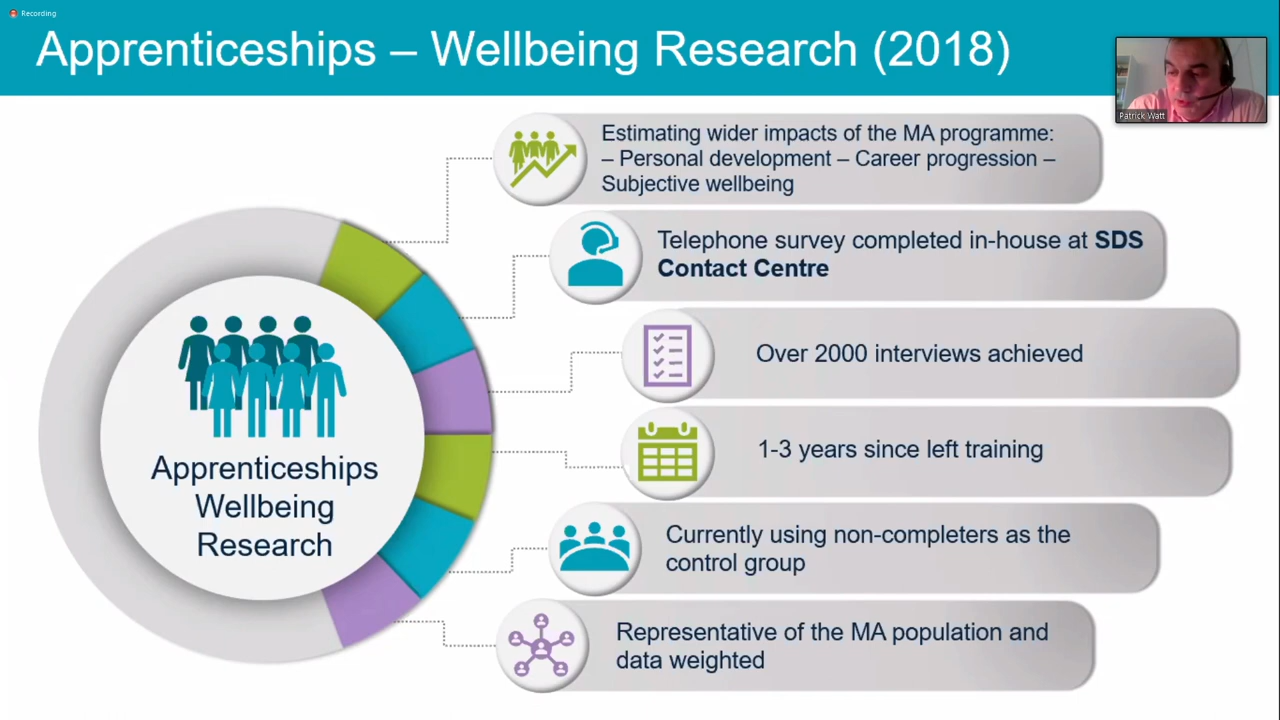 Recording
Apprenticeships – Wellbeing Research (2018)
Patrick Watt
Estimating wider impacts of the MA programme:
– Personal development – Career progression –
Subjective wellbeing
Telephone survey completed in-house at SDS
Contact Centre
Over 2000 interviews achieved
1-3 years since left training
Currently using non-completers as the
control group
Representative of the MA population and
data weighted
Apprenticeships
Wellbeing
Research